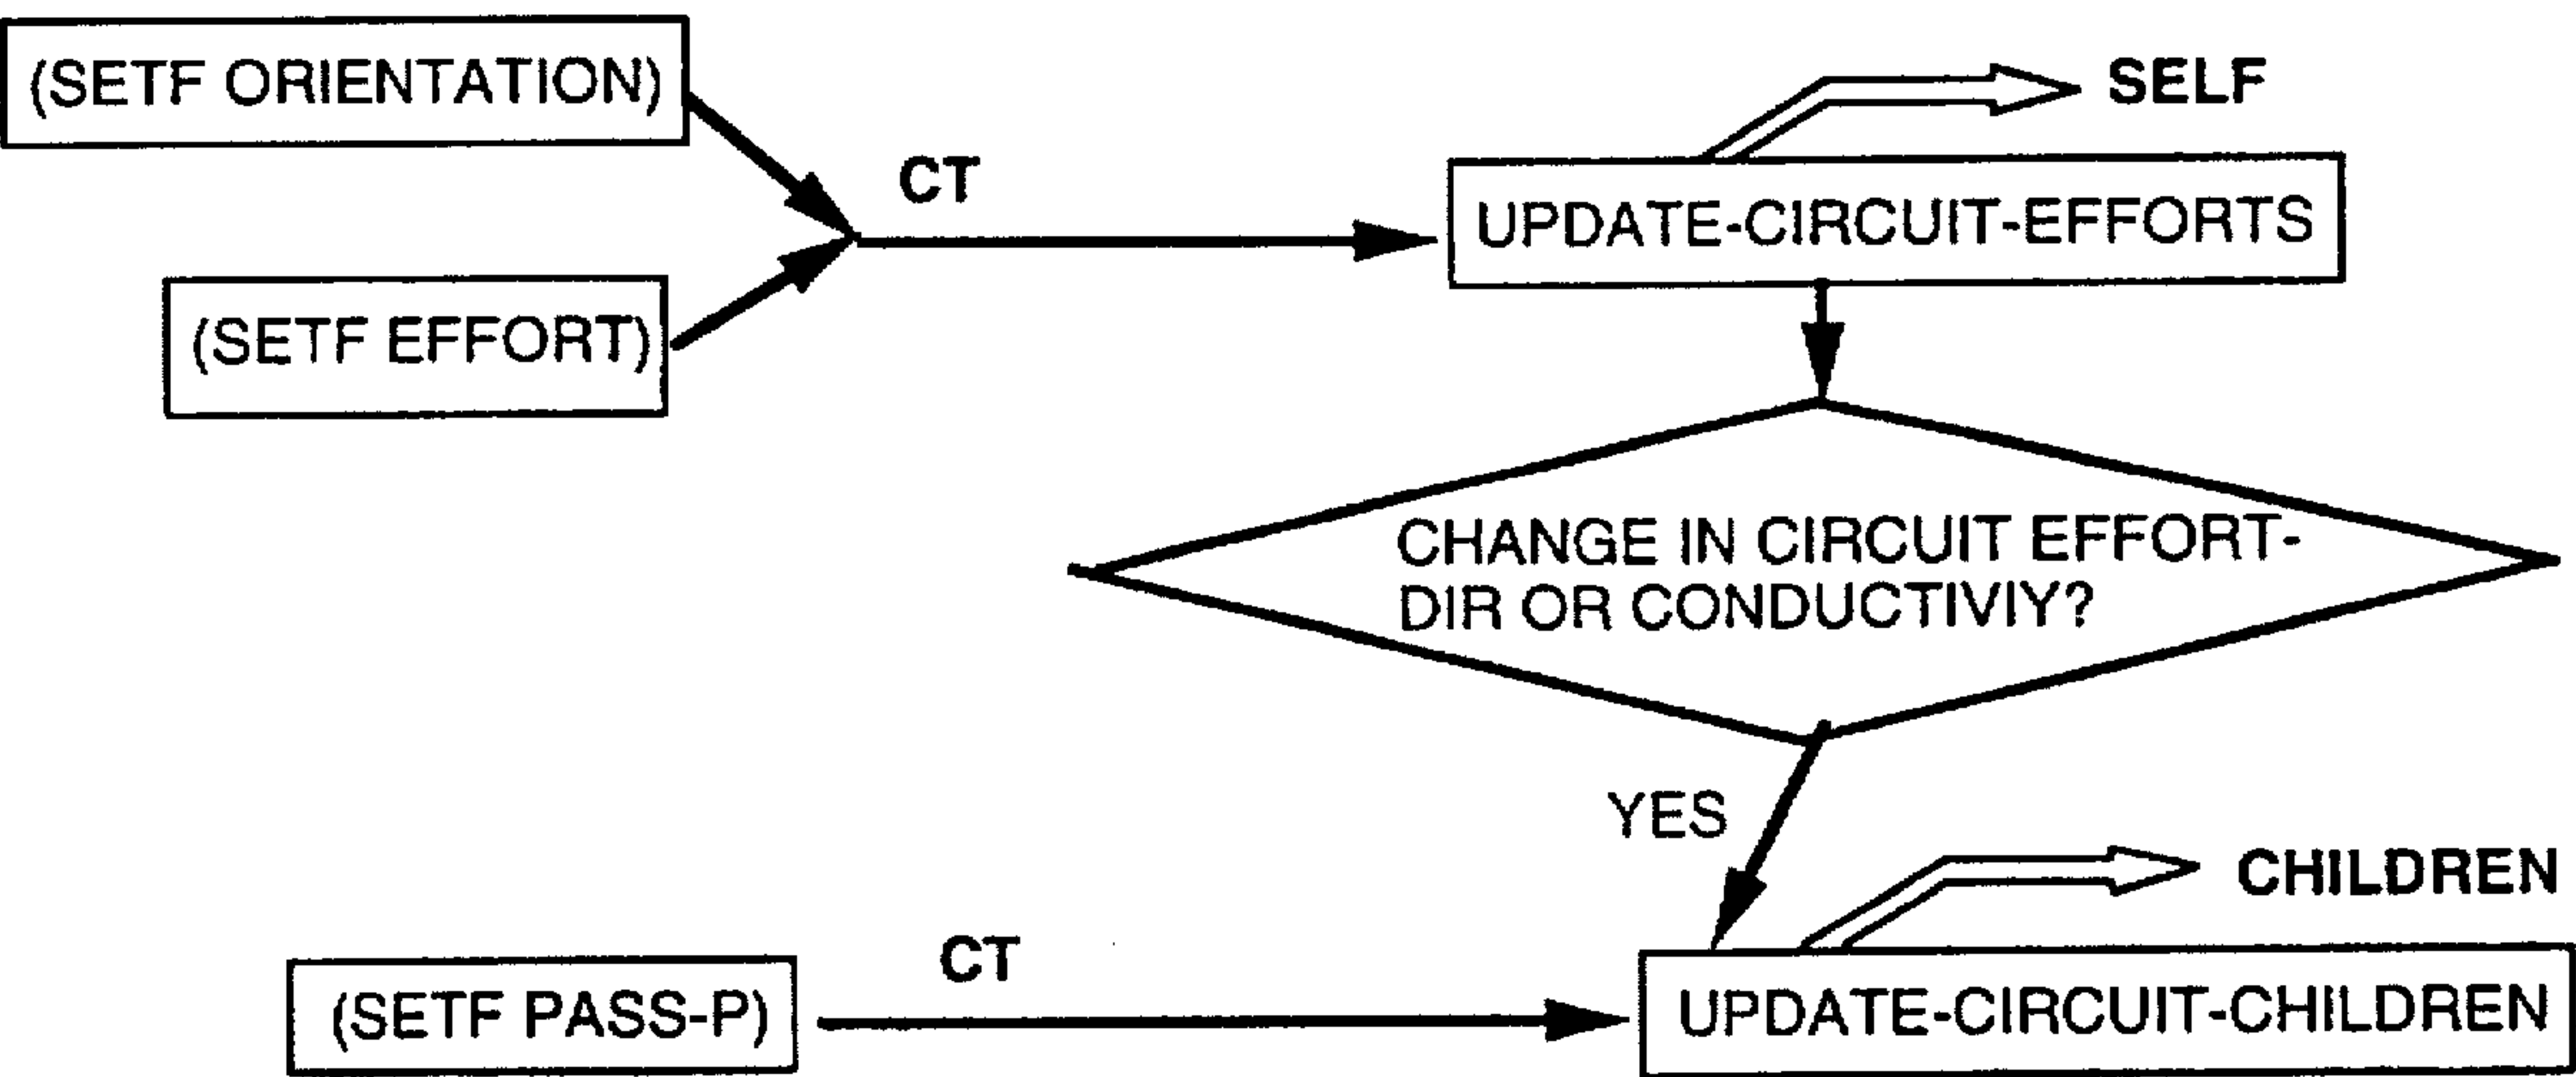 (SETF ORIENTATION)
SELF
CT
UPDATE-CIRCUIT-EFFORTS
(SETF EFFORT)
CHANGE IN CIRCUIT EFFORT-
DIR OR CONDUCTIVIY?
YES
CHILDREN
CT
(SETF PASS-P)
UPDATE-CIRCUIT-CHILDREN